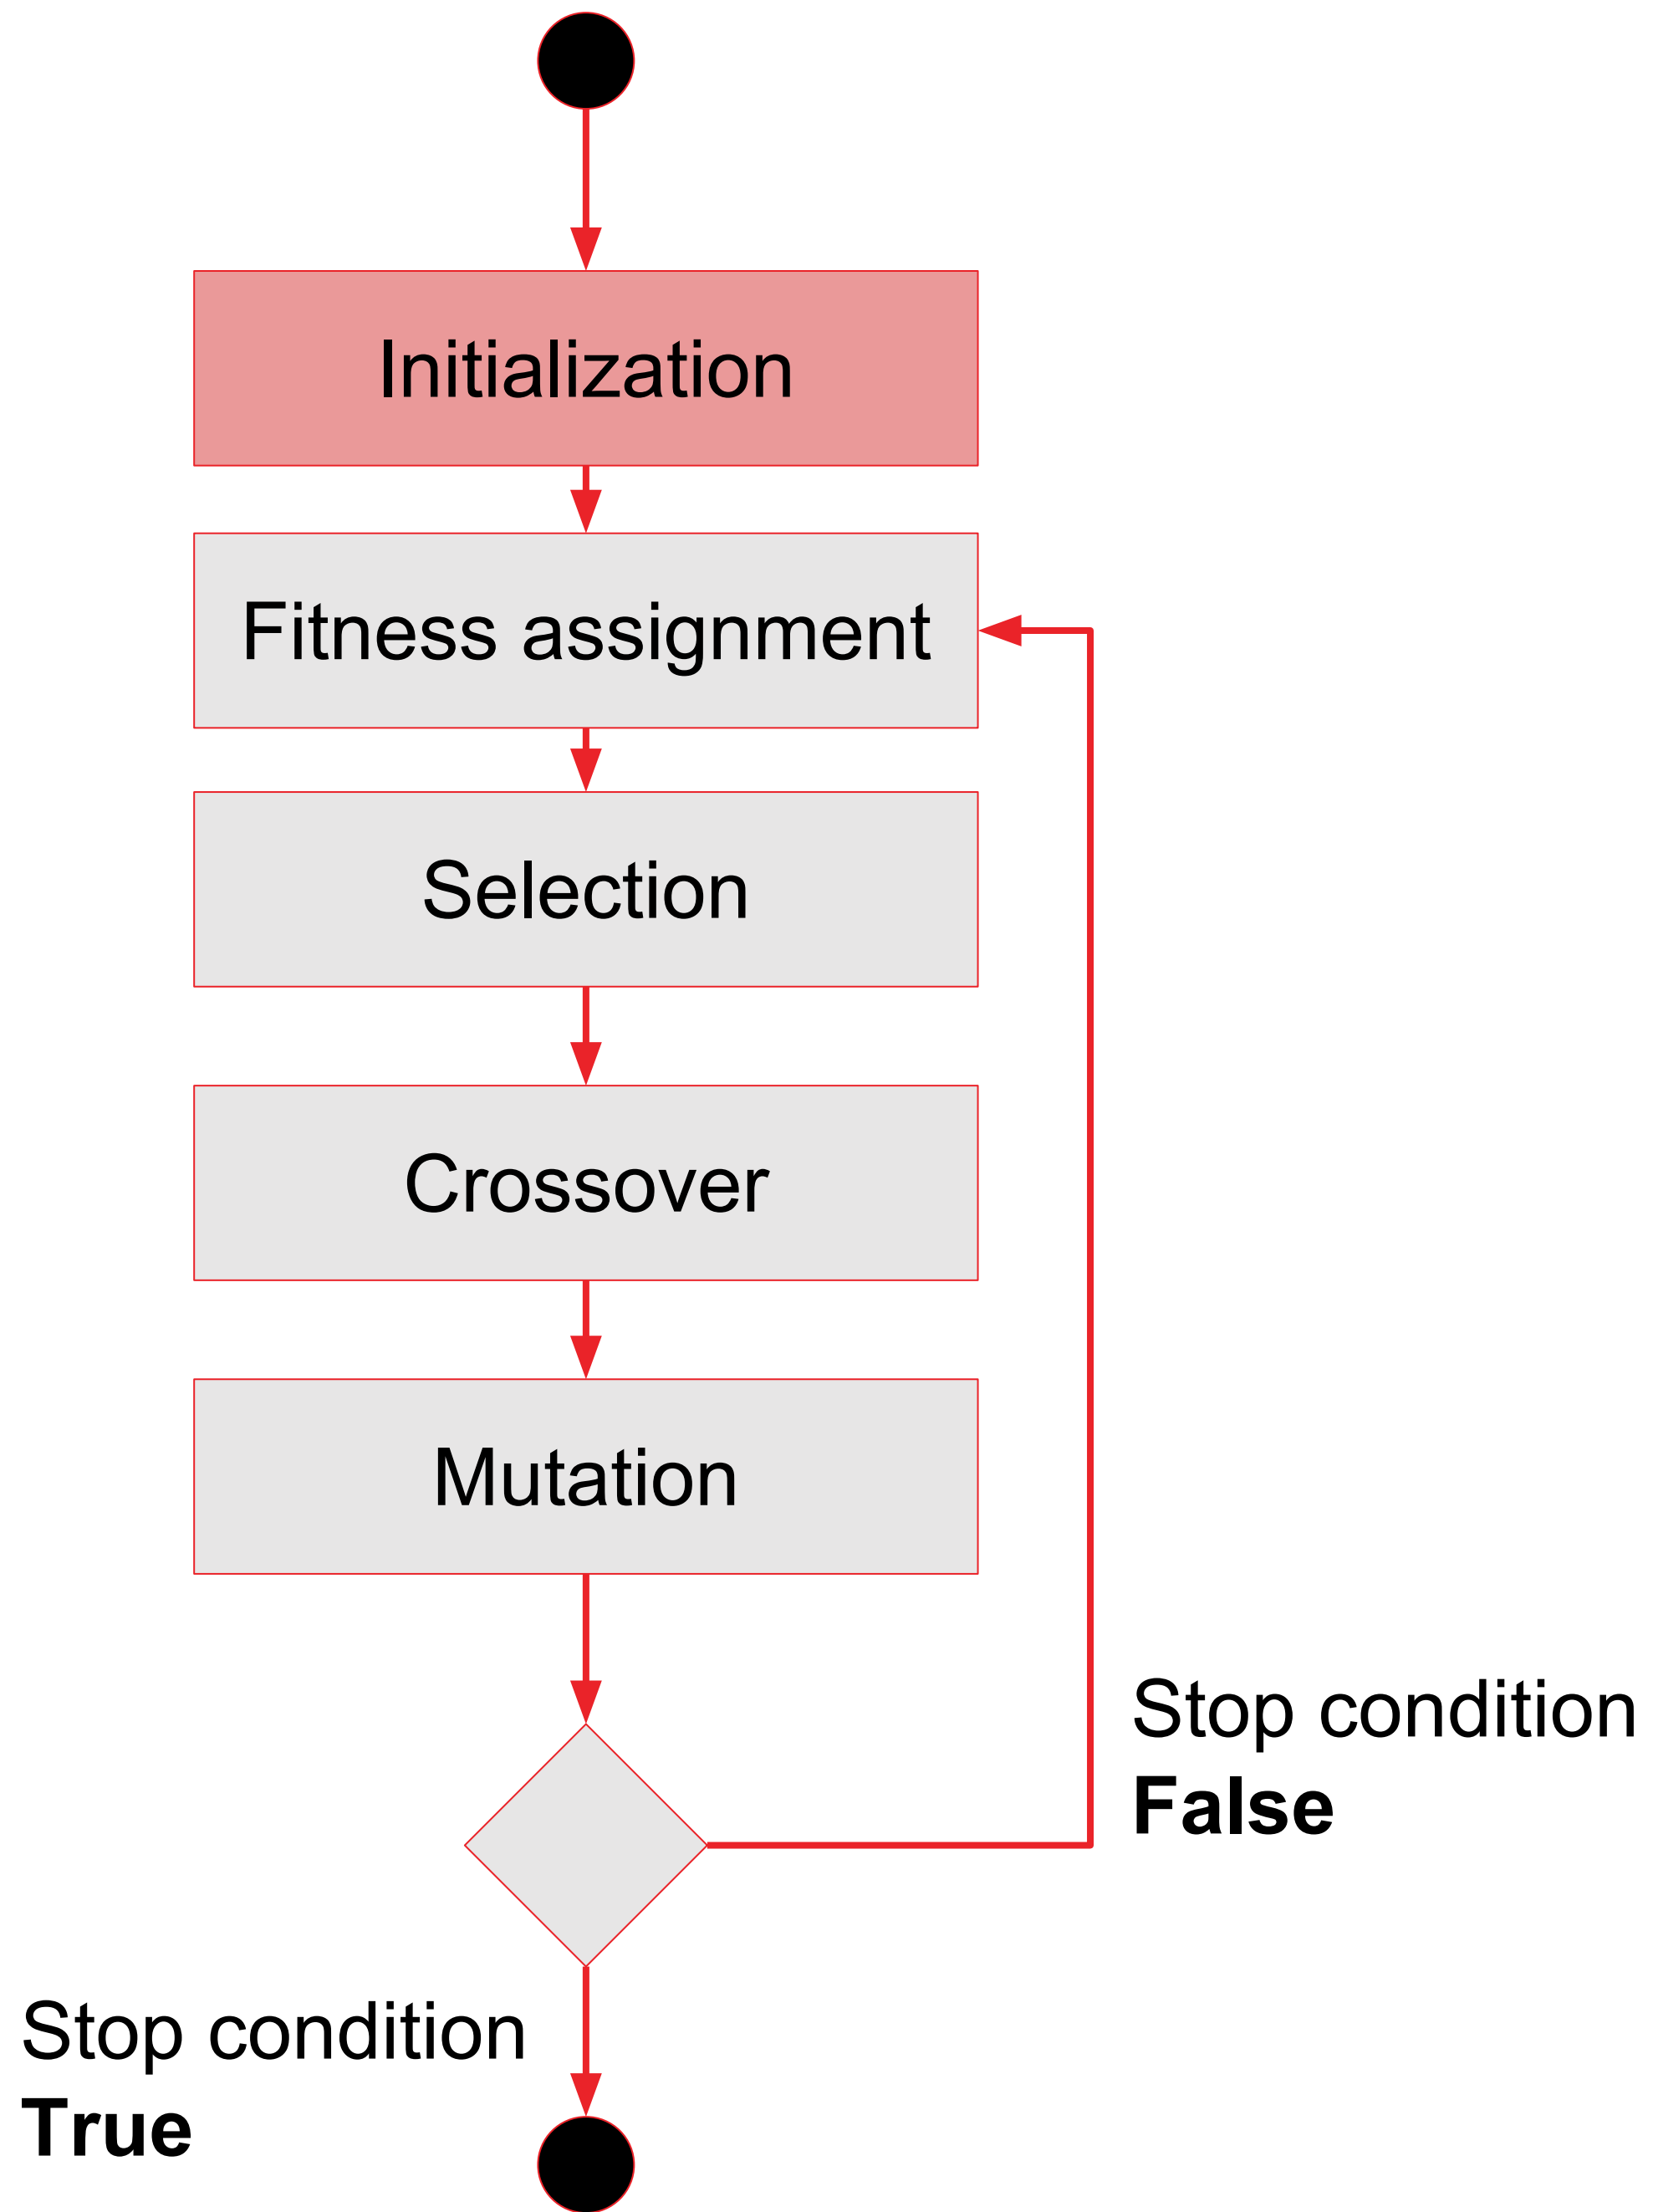 Initialization
Fitness assignment
Selection
Crossover
Mutation
Stop condition
False
Stop condition
True